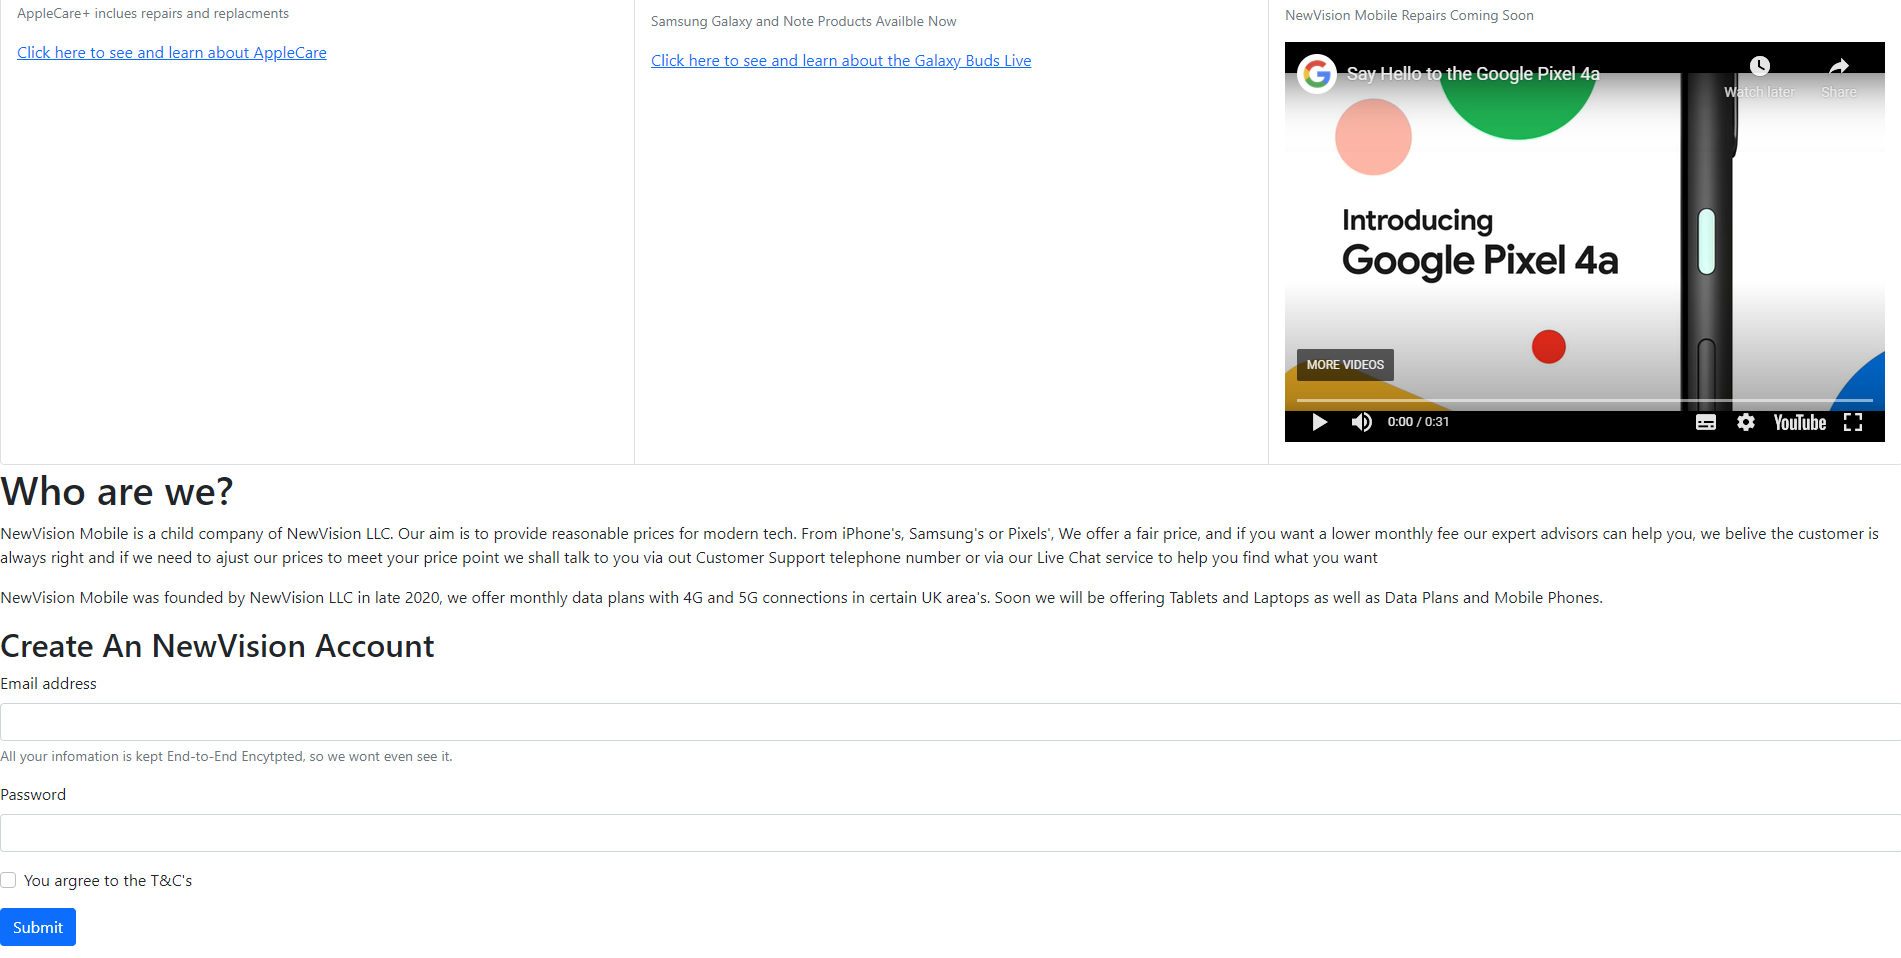 AppleCare+ inclues repairs and replacments
Click here to see and learn about AppleCare
Samsung Galaxy and Note Products Availble Now
Click here to see and learn about the Galaxy Buds Live
NewVision Mobile Repairs Coming Soon
Say Hello to the Google Pixel 4a
Watch later
Share
Introducing
Google Pixel 4a
MORE VIDEOS
0:00 / 0:31
YouTube
Who are we?
NewVision Mobile is a child company of NewVision LLC. Our aim is to provide reasonable prices for modern tech. From iPhone's, Samsung's or Pixels', We offer a fair price, and if you want a lower monthly fee our expert advisors can help you, we belive the customer is
always right and if we need to ajust our prices to meet your price point we shall talk to you via out Customer Support telephone number or via our Live Chat service to help you find what you want
NewVision Mobile was founded by NewVision LLC in late 2020, we offer monthly data plans with 4G and 5G connections in certain UK area's. Soon we will be offering Tablets and Laptops as well as Data Plans and Mobile Phones.
Create An NewVision Account
Email address
All your infomation is kept End-to-End Encytpted, so we wont even see it.
Password
You argree to the T&C's
Submit